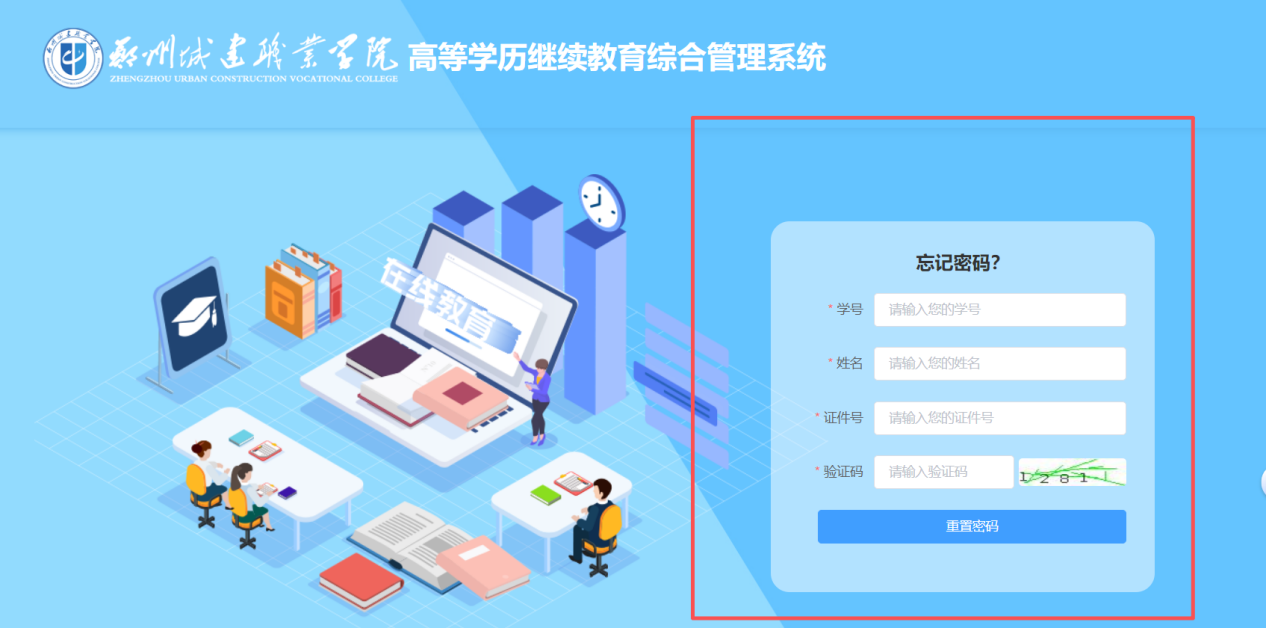 郑州城建职业学院
ZHENGZHOU URBAN CONSTRUCTION VOCATIONAL COLLEGE
高等学历继续教育综合管理系统
在线教育
忘记密码?
* 学号 请输入您的学号
* 姓名 请输入您的姓名
* 证件号 请输入您的证件号
* 验证码 请输入验证码 1281
重置密码